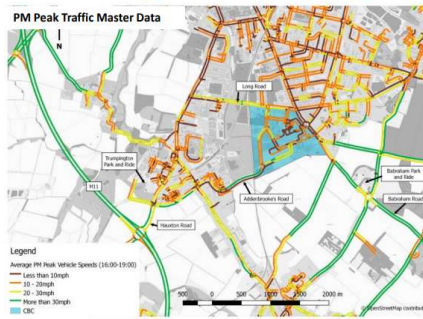 PM Peak Traffic Master Data
N
Long Road
Trumpington
Park and Ride
M11
Hauxton Road
Addenbrooke's Road
Babraham Park
and Ride
Babraham Road
Legend
Average PM Peak Vehicle Speeds (16:00-19:00)
Less than 10mph
10 - 20mph
20 - 30mph
More than 30mph
CBC
500 0 500 1000 1500 2000 m
© OpenStreetMap contribut